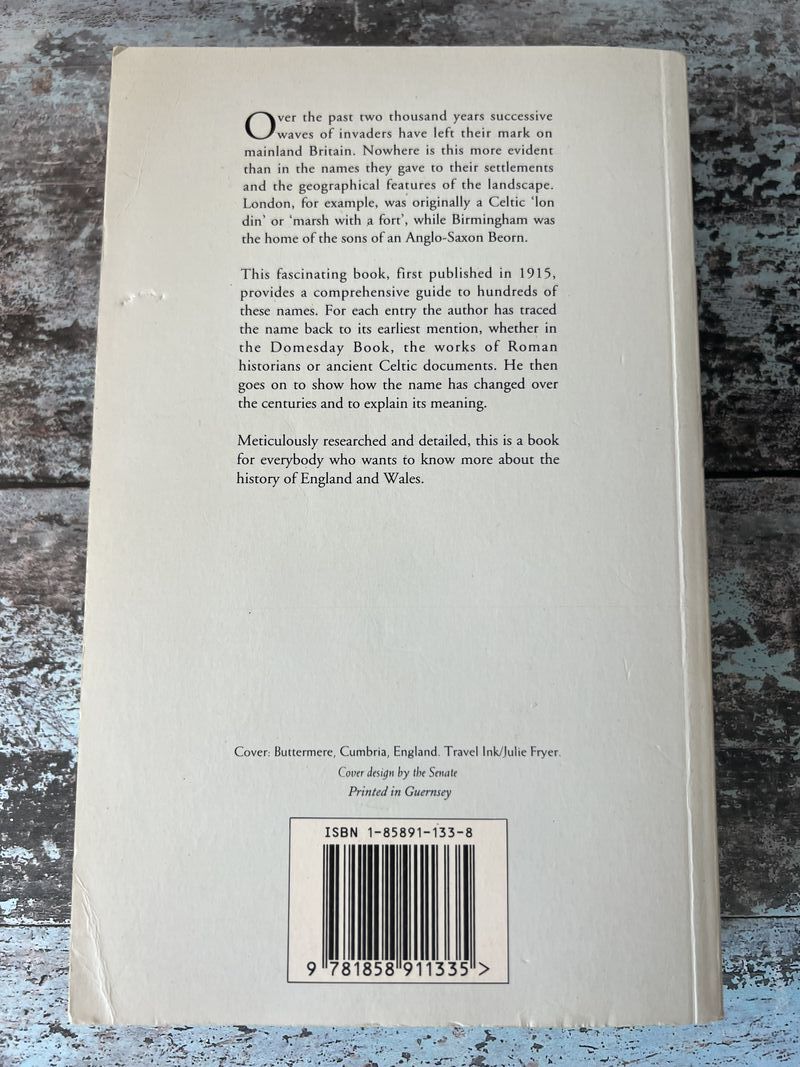 Over the past two thousand years successive
waves of invaders have left their mark on
mainland Britain. Nowhere is this more evident
than in the names they gave to their settlements
and the geographical features of the landscape.
London, for example, was originally a Celtic ‘lon
din’ or ‘marsh with a fort’, while Birmingham was
the home of the sons of an Anglo-Saxon Beorn.
This fascinating book, first published in 1915,
provides a comprehensive guide to hundreds of
these names. For each entry the author has traced
the name back to its earliest mention, whether in
the Domesday Book, the works of Roman
historians or ancient Celtic documents. He then
goes on to show how the name has changed over
the centuries and to explain its meaning.
Meticulously researched and detailed, this is a book
for everybody who wants to know more about the
history of England and Wales.
Cover: Buttermere, Cumbria, England. Travel Ink/Julie Fryer.
Cover design by the Senate
Printed in Guernsey
ISBN 1-85891-133-8
9 781858 911335 >